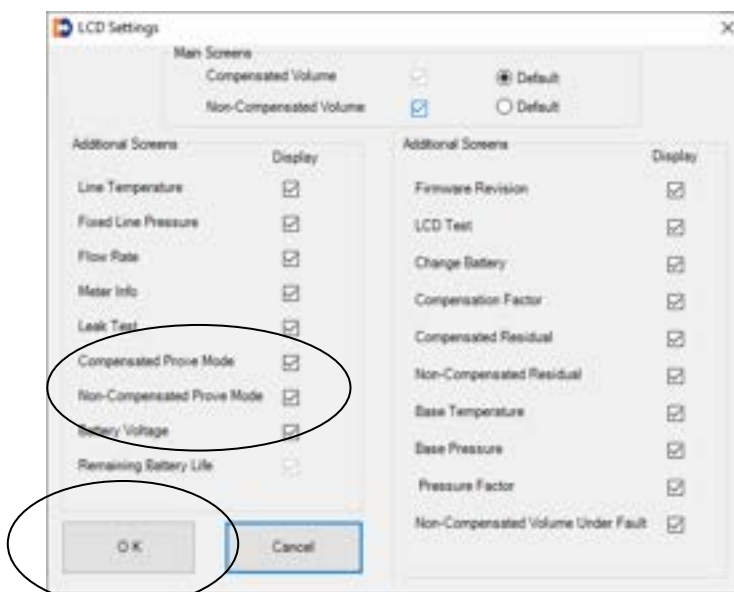 LCD Settings
Main Screens
Compensated Volume
Default
Non-Compensated Volume
Default
Additional Screens
Display
Line Temperature
Fixed Line Pressure
Flow Rate
Meter Info
Leak Test
Compensated Prove Mode
Non-Compensated Prove Mode
Battery Voltage
Remaining Battery Life
Additional Screens
Display
Firmware Revision
LCD Test
Change Battery
Compensation Factor
Compensated Residual
Non-Compensated Residual
Base Temperature
Base Pressure
Pressure Factor
Non-Compensated Volume Under Fault
OK
Cancel